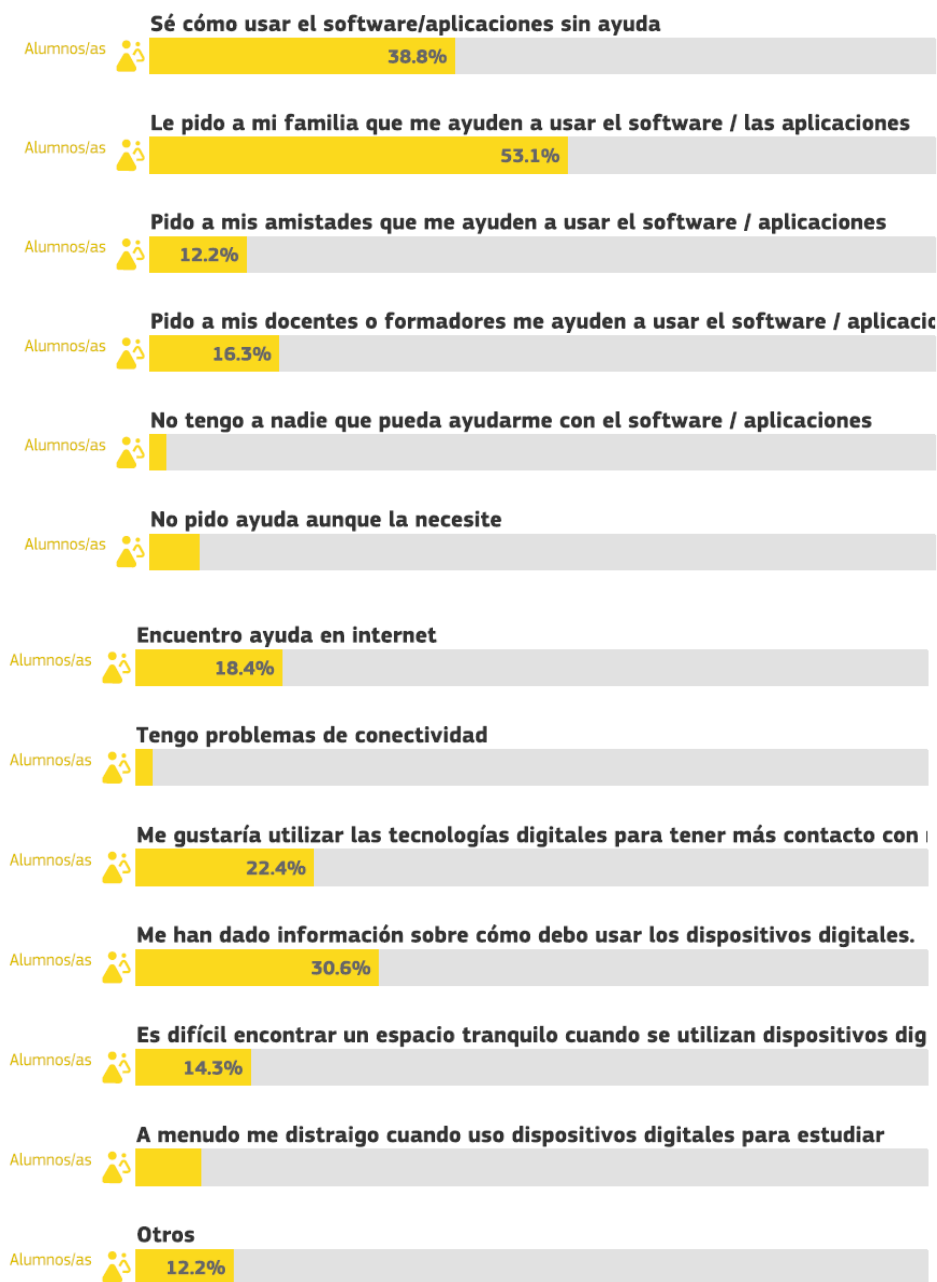 Sé cómo usar el software/aplicaciones sin ayuda
Alumnos/as
38.8%
Le pido a mi familia que me ayuden a usar el software / las aplicaciones
Alumnos/as
53.1%
Pido a mis amistades que me ayuden a usar el software / aplicaciones
Alumnos/as
12.2%
Pido a mis docentes o formadores me ayuden a usar el software / aplicacio
Alumnos/as
16.3%
No tengo a nadie que pueda ayudarme con el software / aplicaciones
Alumnos/as
No pido ayuda aunque la necesite
Alumnos/as
Encuentro ayuda en internet
Alumnos/as
18.4%
Tengo problemas de conectividad
Alumnos/as
Me gustaría utilizar las tecnologías digitales para tener más contacto con
Alumnos/as
22.4%
Me han dado información sobre cómo debo usar los dispositivos digitales.
Alumnos/as
30.6%
Es difícil encontrar un espacio tranquilo cuando se utilizan dispositivos dig
Alumnos/as
14.3%
A menudo me distraigo cuando uso dispositivos digitales para estudiar
Alumnos/as
Otros
Alumnos/as
12.2%